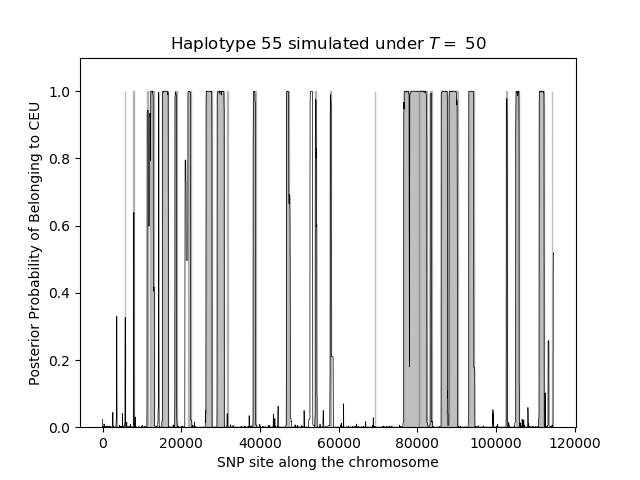 Haplotype 55 simulated under T = 50
Posterior Probability of Belonging to CEU
1.0
0.8
0.6
0.4
0.2
0.0
0 20000 40000 60000 80000 100000 120000
SNP site along the chromosome